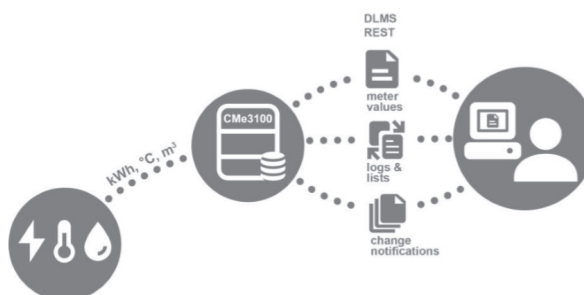 DLMS
REST
CMe3100
meter
values
kWh, °C, m³
logs &
lists
change
notifications